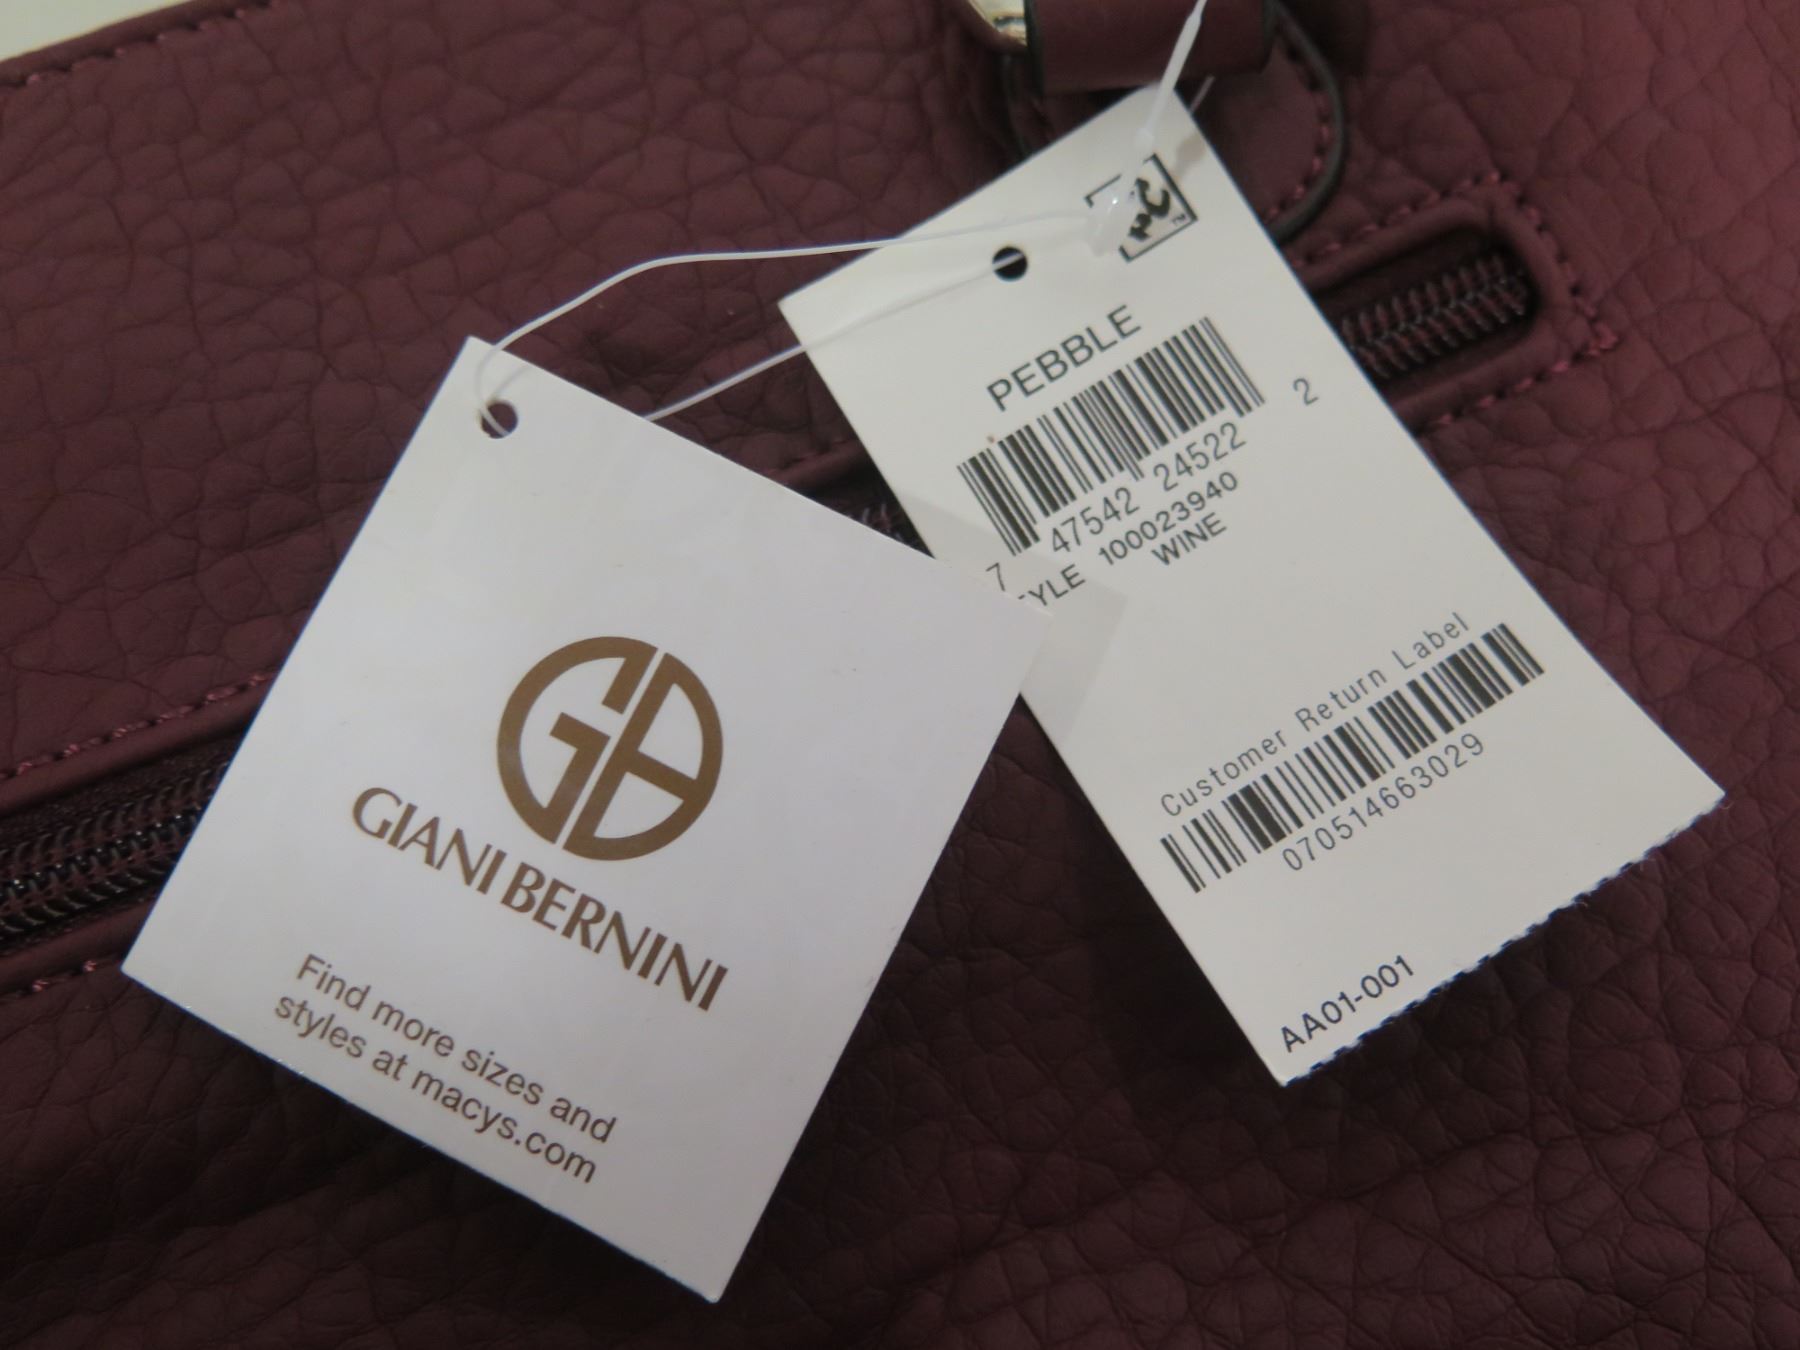 GB
GIANI BERNINI
Find more sizes and
styles at macys.com
PEBBLE
7 47542 24522 2
TYLE 100023940
WINE
Customer Return Label
070514663029
AA01-001